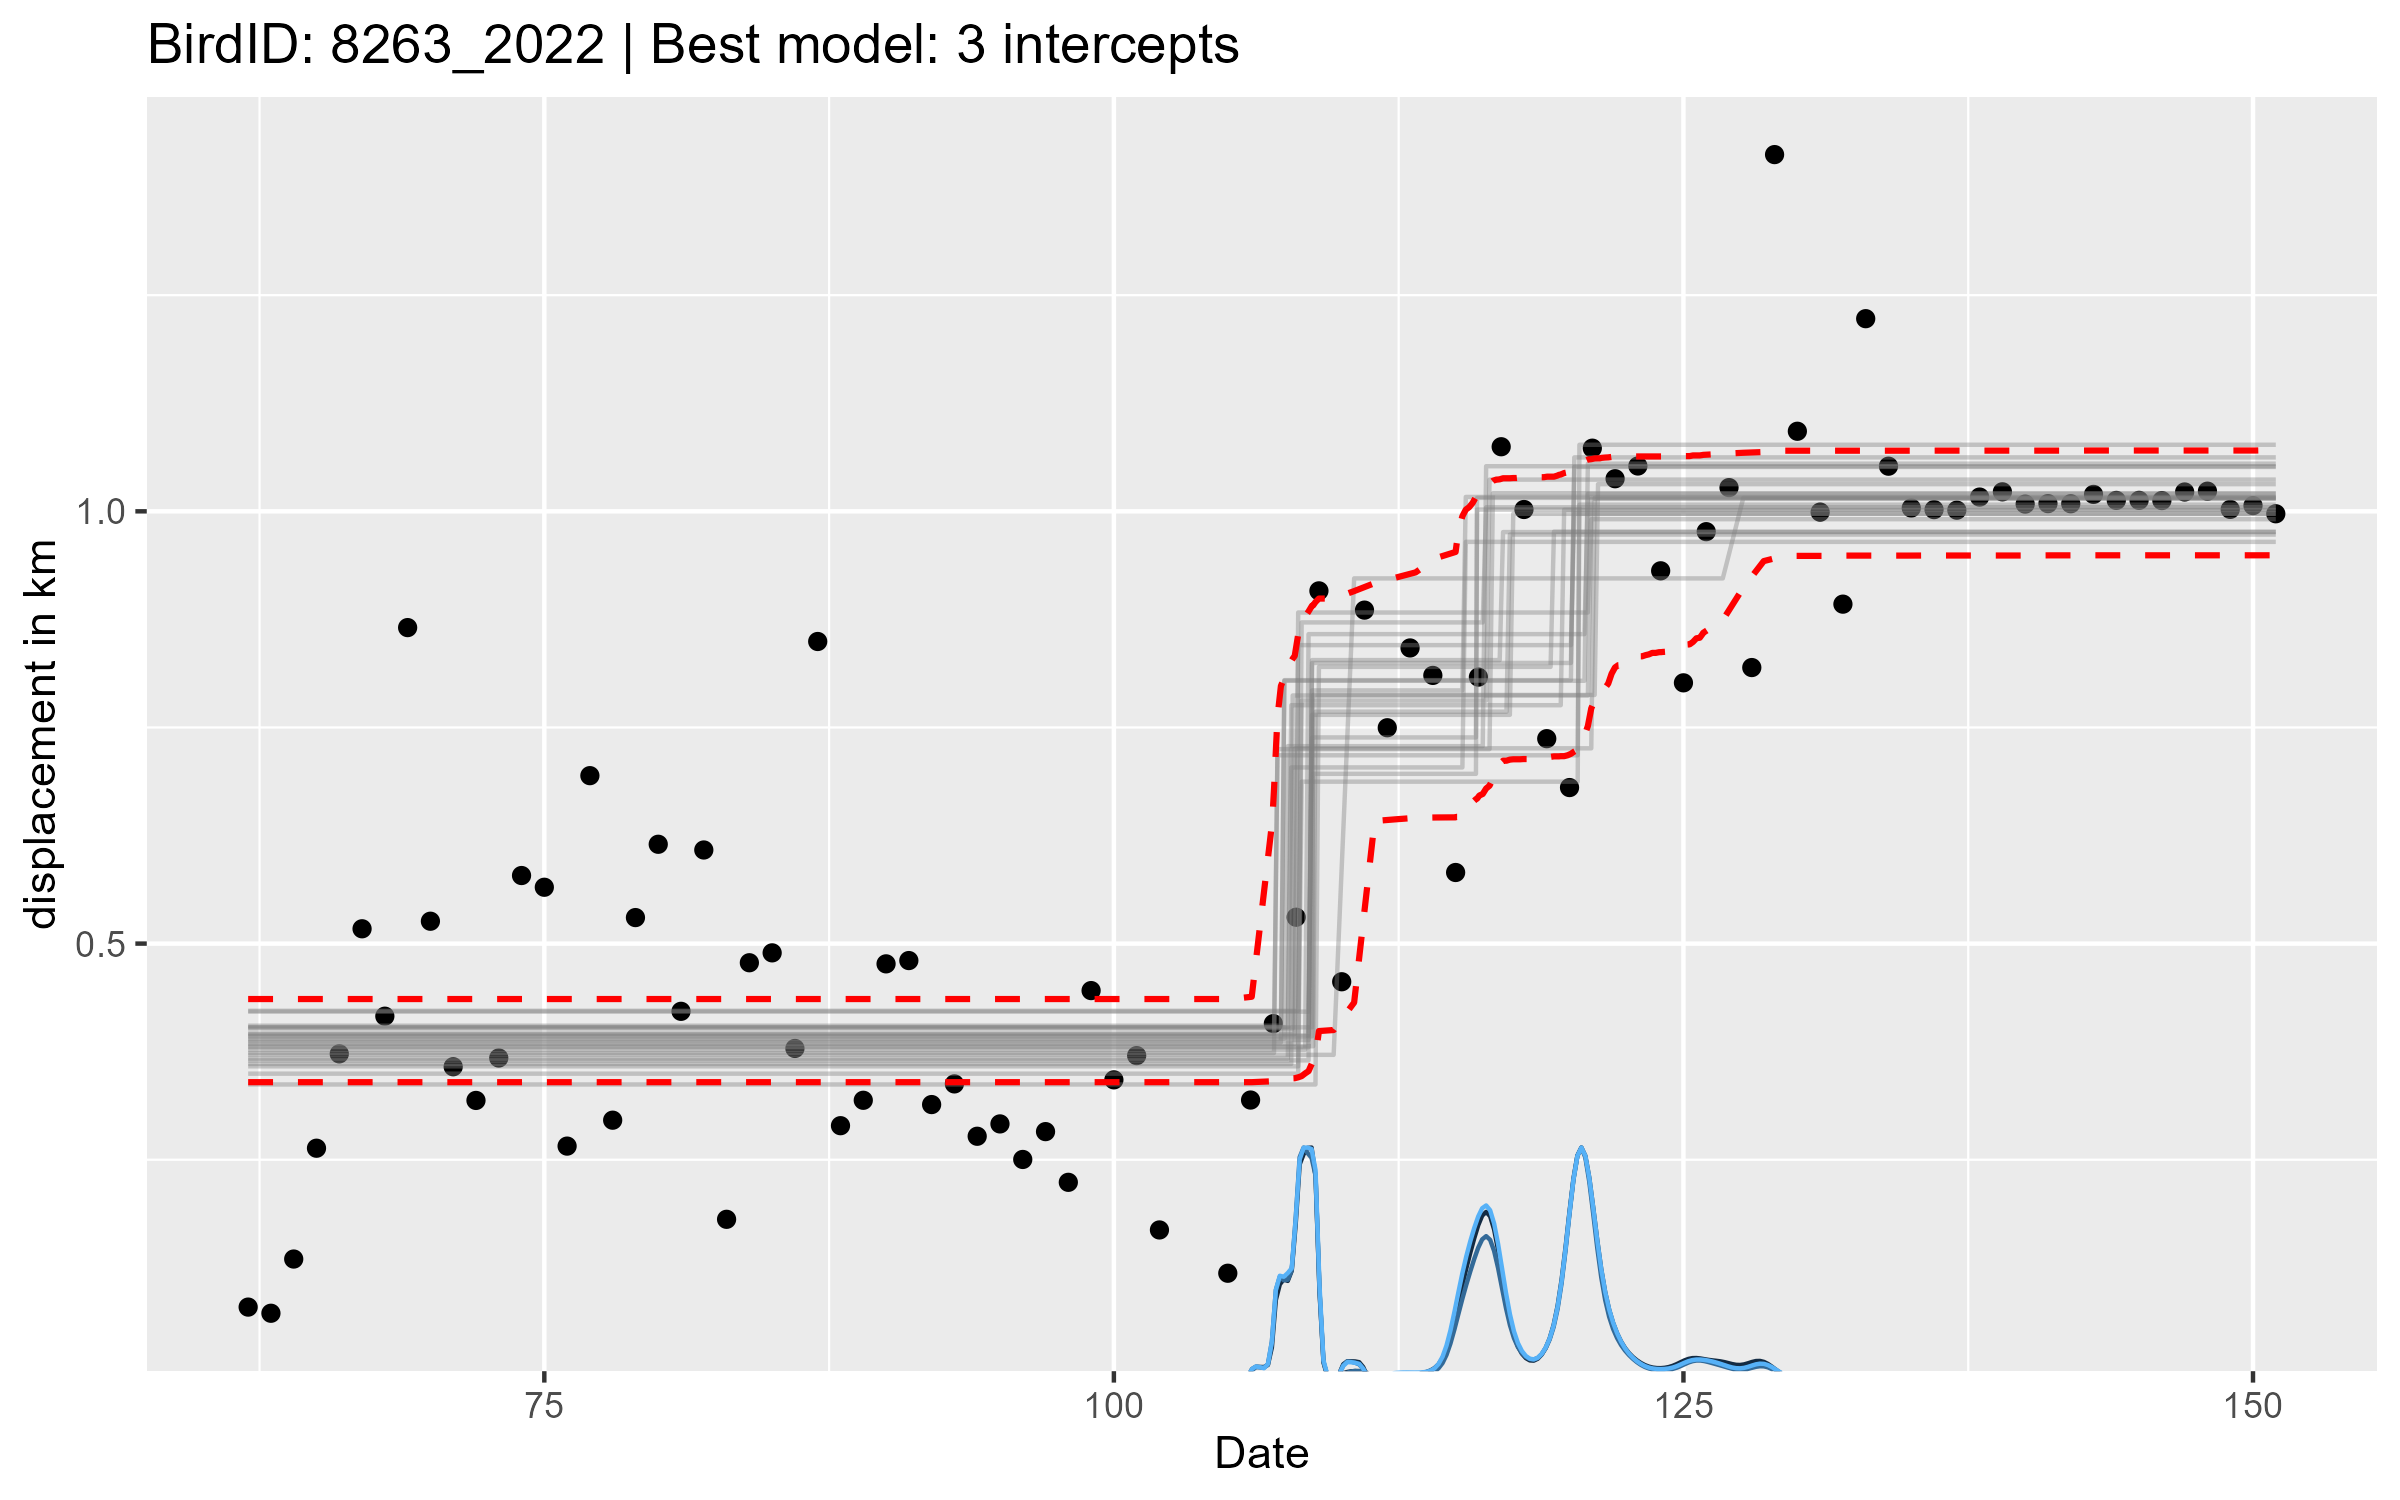 BirdID: 8263_2022 | Best model: 3 intercepts
displacement in km
1.0
0.5
75
100
125
150
Date